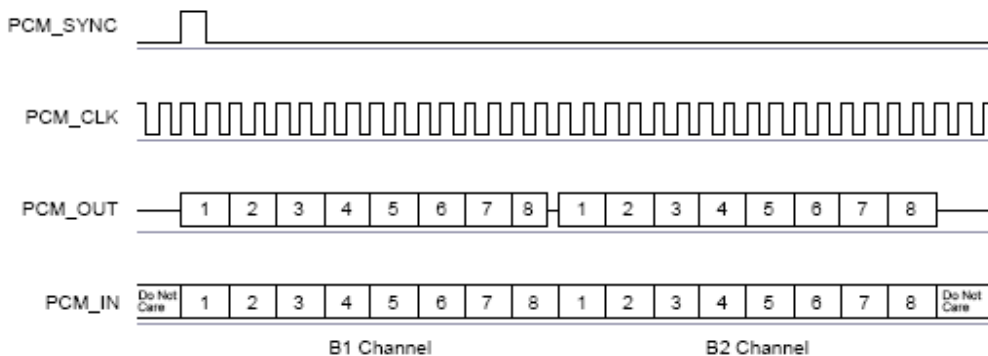 PCM_SYNC
PCM_CLK
PCM_OUT 1 2 3 4 5 6 7 8 1 2 3 4 5 6 7 8
PCM_IN Do Not Care 1 2 3 4 5 6 7 8 1 2 3 4 5 6 7 8 Do Not Care
B1 Channel B2 Channel